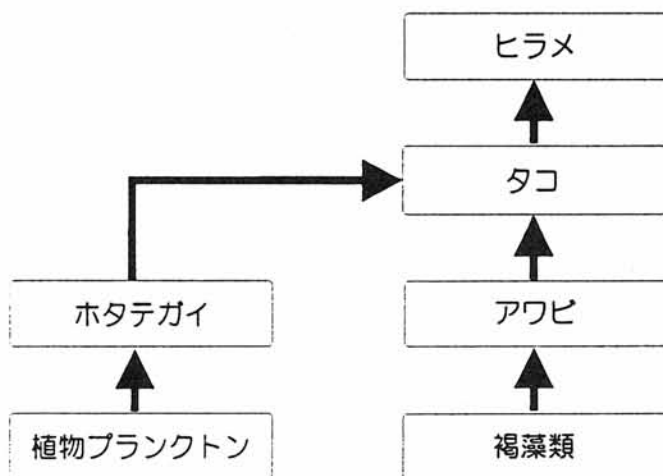 ヒラメ
タコ
ホタテガイ
アワビ
植物プランクトン
褐藻類